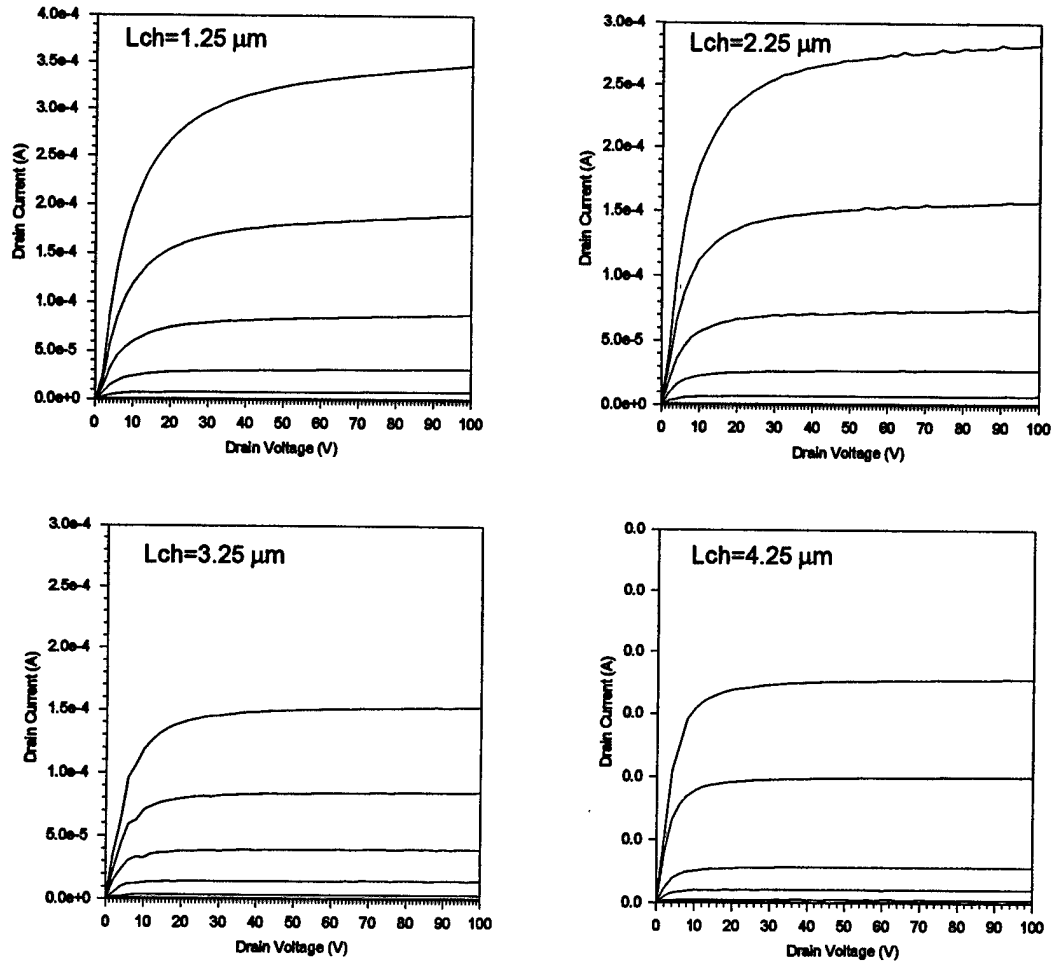 Lch=1.25 µm
4.0e-4
3.5e-4
3.0e-4
2.5e-4
2.0e-4
1.5e-4
1.0e-4
5.0e-5
0.0e+0
Drain Current (A)
0 10 20 30 40 50 60 70 80 90 100
Drain Voltage (V)
Lch=2.25 µm
3.0e-4
2.5e-4
2.0e-4
1.5e-4
1.0e-4
5.0e-5
0.0e+0
Drain Current (A)
0 10 20 30 40 50 60 70 80 90 100
Drain Voltage (V)
Lch=3.25 µm
3.0e-4
2.5e-4
2.0e-4
1.5e-4
1.0e-4
5.0e-5
0.0e+0
Drain Current (A)
0 10 20 30 40 50 60 70 80 90 100
Drain Voltage (V)
Lch=4.25 µm
0.0
0.0
0.0
0.0
0.0
0.0
0.0
Drain Current (A)
0 10 20 30 40 50 60 70 80 90 100
Drain Voltage (V)